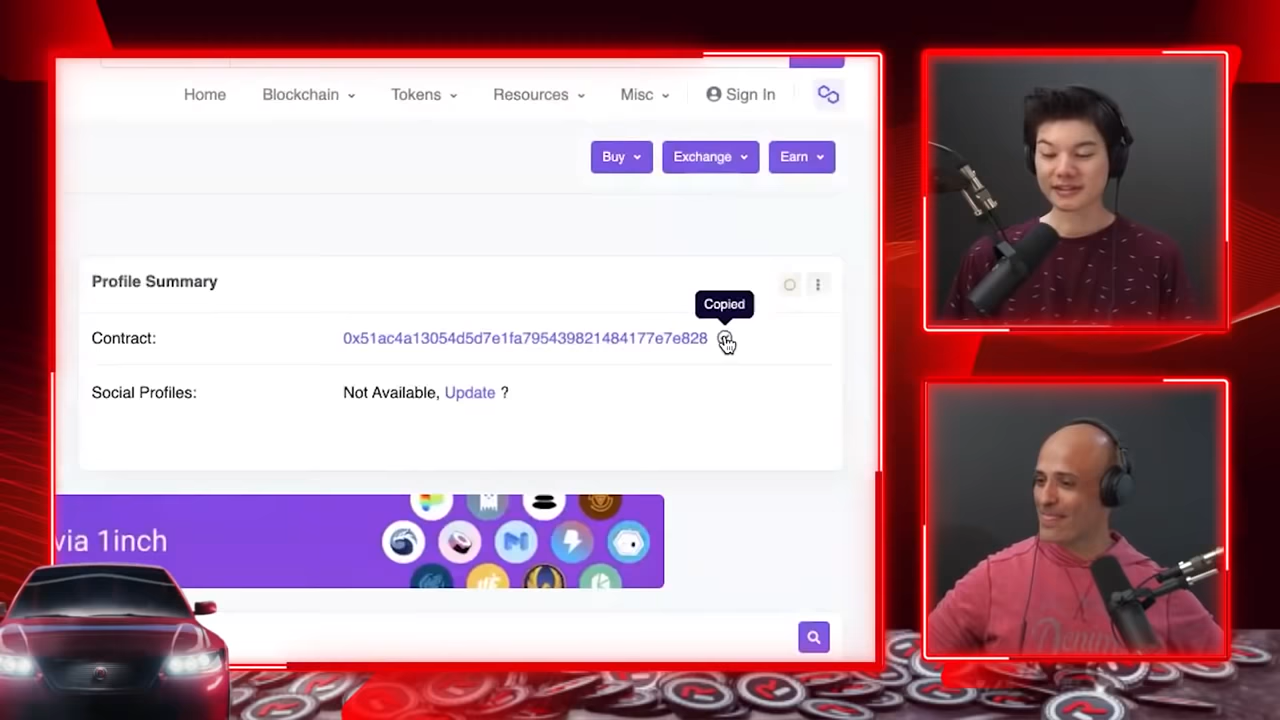 Home Blockchain Tokens Resources Misc Sign In
Buy Exchange Earn
Profile Summary
Copied
Contract: 0x51ac4a13054d5d7e1fa795439821484177e7e828
Social Profiles: Not Available, Update ?
via 1inch
Denim